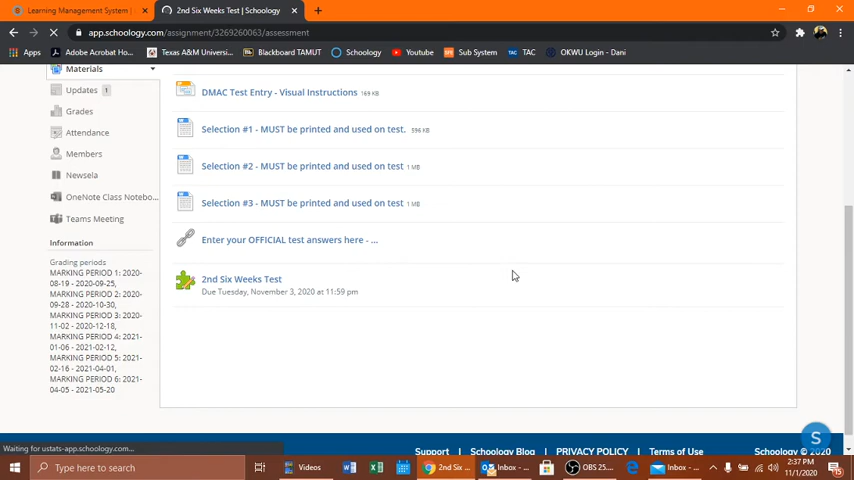 Learning Management System |
2nd Six Weeks Test | Schoology
app.schoology.com/assignment/3269260063/assessment
Apps
Adobe Acrobat Ho...
Texas A&M Universi...
Blackboard TAMUT
Schoology
Youtube
Sub System
TAC
OKWU Login - Dani
Materials
Updates 1
Grades
Attendance
Members
Newsela
OneNote Class Notebo...
Teams Meeting
Information
Grading periods
MARKING PERIOD 1: 2020-
08-19 - 2020-09-25,
MARKING PERIOD 2: 2020-
09-28 - 2020-10-30,
MARKING PERIOD 3: 2020-
11-02 - 2020-12-18,
MARKING PERIOD 4: 2021-
01-06 - 2021-02-12,
MARKING PERIOD 5: 2021-
02-16 - 2021-04-01,
MARKING PERIOD 6: 2021-
04-05 - 2021-05-20
DMAC Test Entry - Visual Instructions 169 KB
Selection #1 - MUST be printed and used on test. 596 KB
Selection #2 - MUST be printed and used on test 1 MB
Selection #3 - MUST be printed and used on test 1 MB
Enter your OFFICIAL test answers here - ...
2nd Six Weeks Test
Due Tuesday, November 3, 2020 at 11:59 pm
S
Waiting for ustats-app.schoology.com...
Support | Schoology Blog | PRIVACY POLICY | Terms of Use
Schoology © 2020
Type here to search
Videos
2nd Six ...
Inbox - ...
OBS 25....
Inbox - ...
2:37 PM
11/1/2020
15